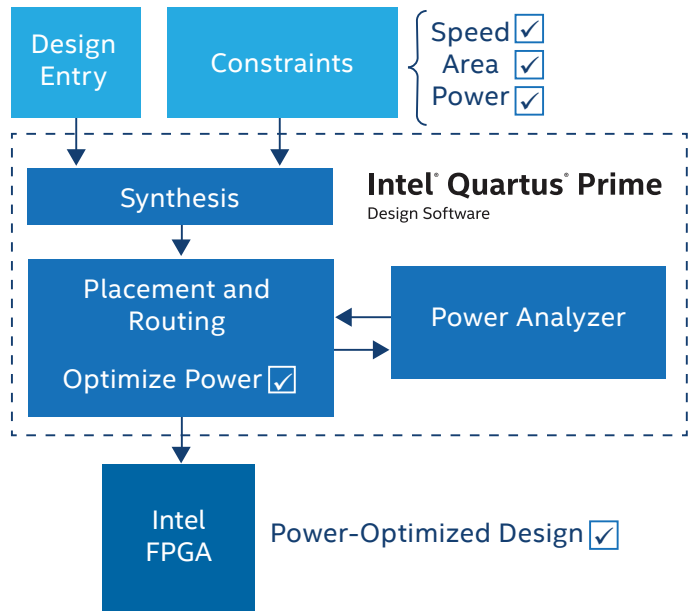 Design
Entry
Constraints
Speed ☑
Area ☑
Power ☑
Synthesis
Intel® Quartus® Prime
Design Software
Placement and
Routing
Optimize Power ☑
Power Analyzer
Intel
FPGA
Power-Optimized Design ☑